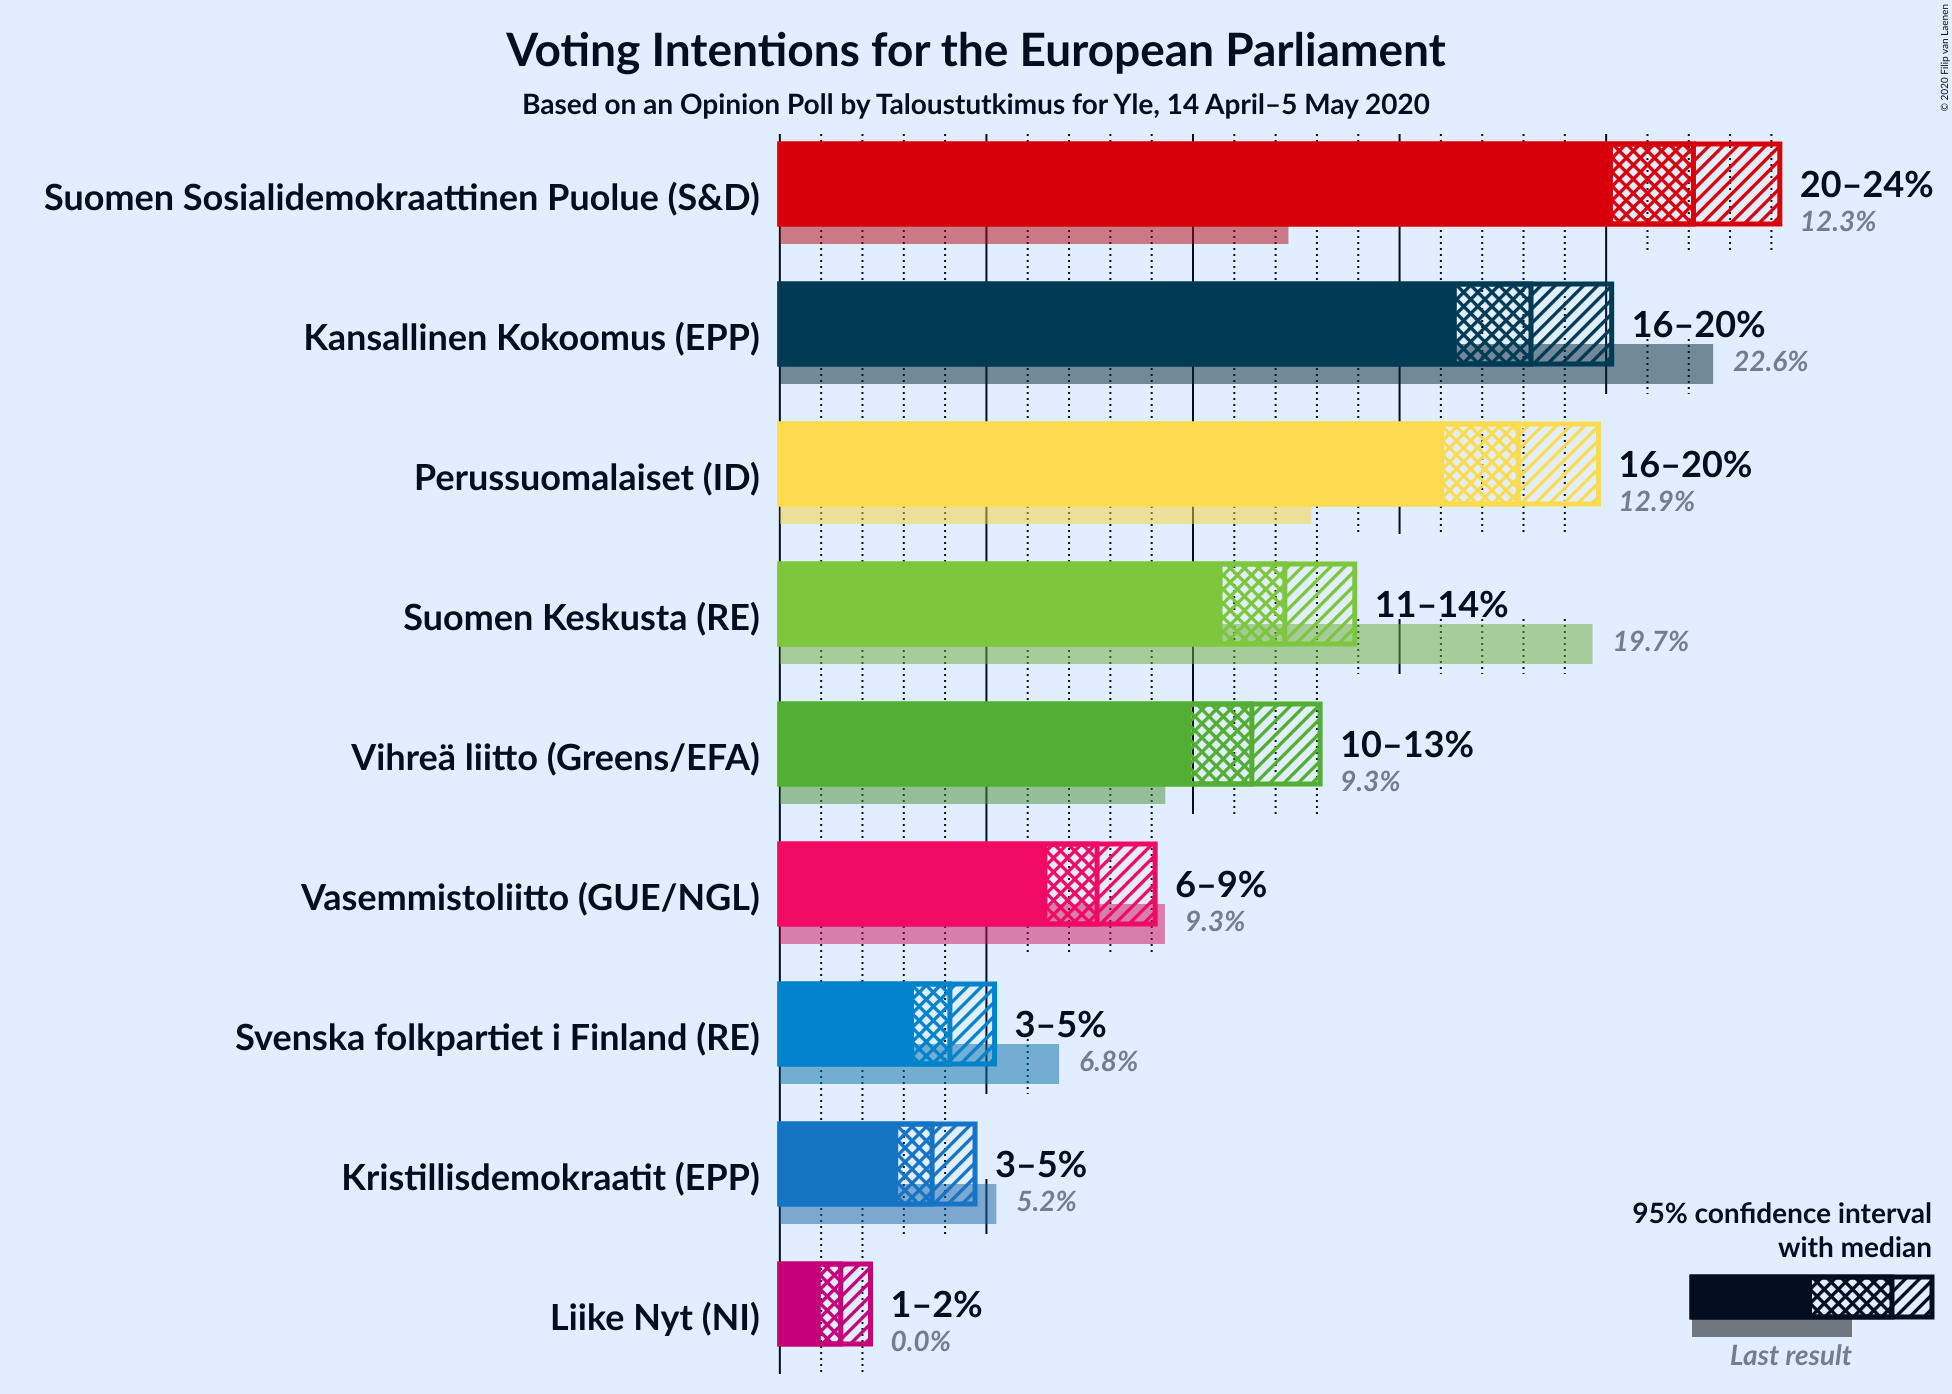 Voting Intentions for the European Parliament
Based on an Opinion Poll by Taloustutkimus for Yle, 14 April–5 May 2020
© 2020 Filip van Laenen
Suomen Sosialidemokraattinen Puolue (S&D)
20–24%
12.3%
Kansallinen Kokoomus (EPP)
16–20%
22.6%
Perussuomalaiset (ID)
16–20%
12.9%
Suomen Keskusta (RE)
11–14%
19.7%
Vihreä liitto (Greens/EFA)
10–13%
9.3%
Vasemmistoliitto (GUE/NGL)
6–9%
9.3%
Svenska folkpartiet i Finland (RE)
3–5%
6.8%
Kristillisdemokraatit (EPP)
3–5%
5.2%
Liike Nyt (NI)
1–2%
0.0%
95% confidence interval
with median
Last result